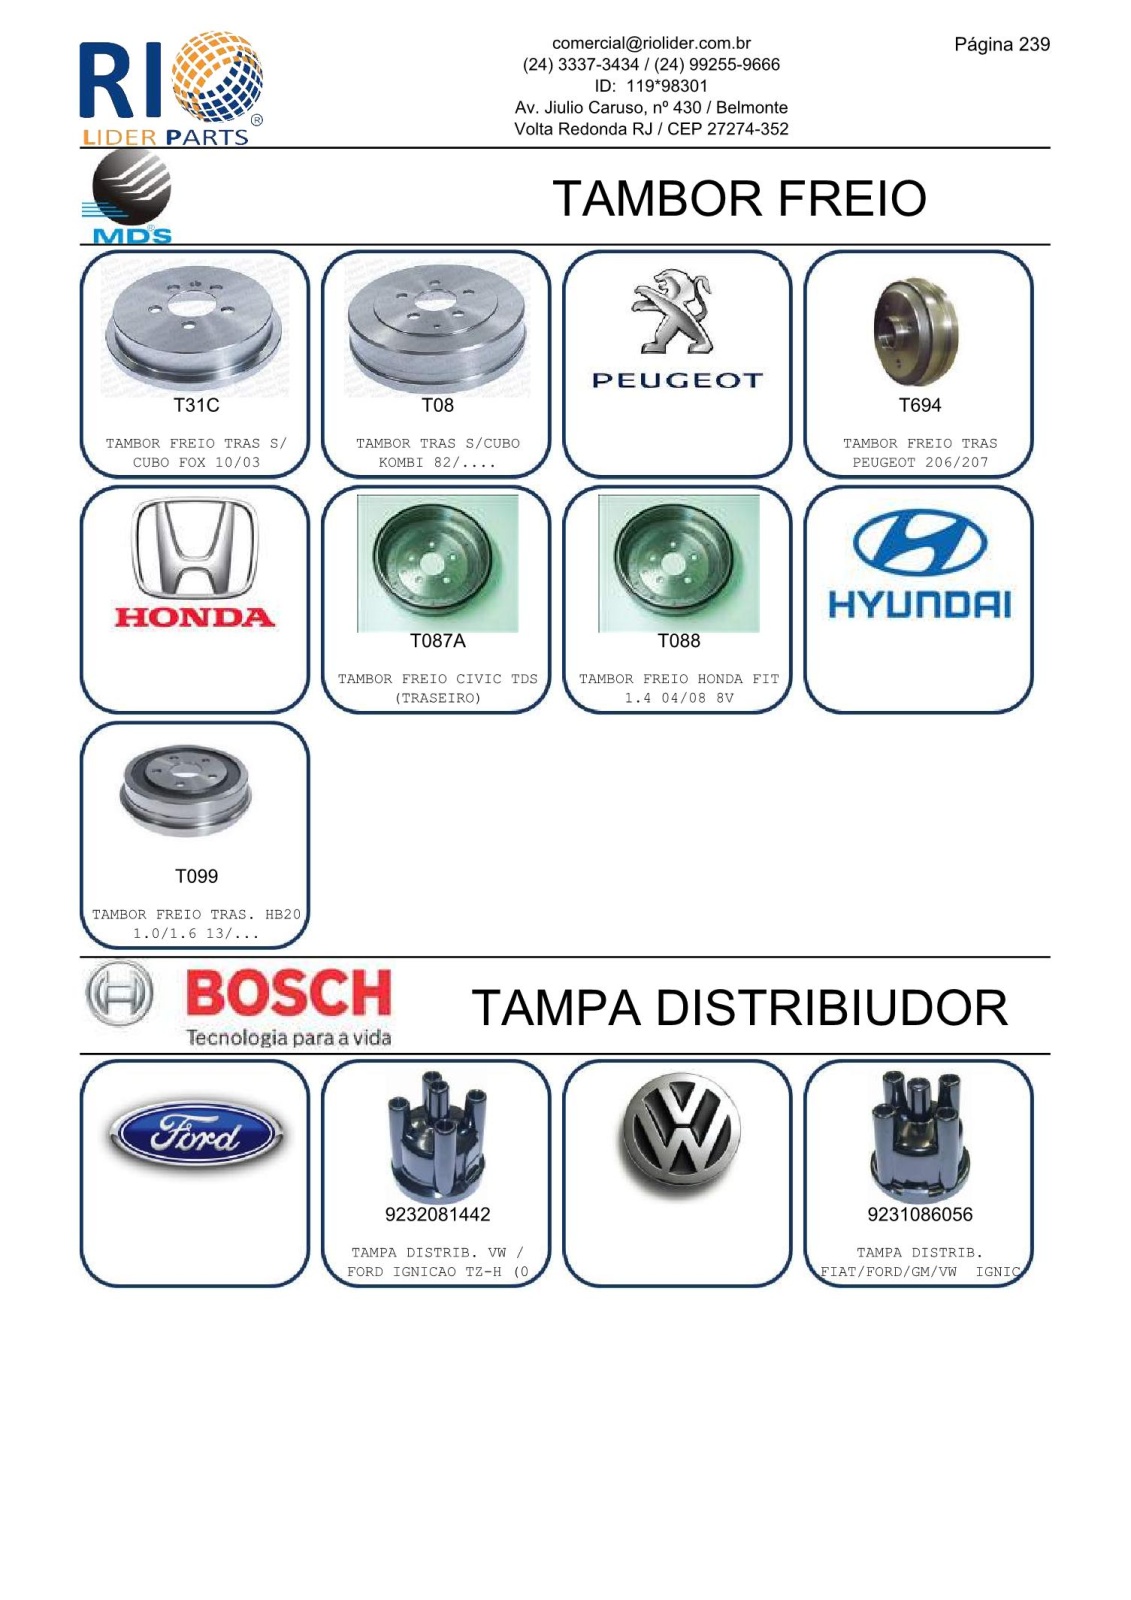 RIO
LIDER PARTS
®
comercial@riolider.com.br
(24) 3337-3434 / (24) 99255-9666
ID: 119*98301
Av. Jiulio Caruso, nº 430 / Belmonte
Volta Redonda RJ / CEP 27274-352
Página 239
MDS
®
TAMBOR FREIO
T31C
TAMBOR FREIO TRAS S/
CUBO FOX 10/03
T08
TAMBOR TRAS S/CUBO
KOMBI 82/....
PEUGEOT
T694
TAMBOR FREIO TRAS
PEUGEOT 206/207
HONDA
T087A
TAMBOR FREIO CIVIC TDS
(TRASEIRO)
T088
TAMBOR FREIO HONDA FIT
1.4 04/08 8V
HYUNDAI
T099
TAMBOR FREIO TRAS. HB20
1.0/1.6 13/...
BOSCH
Tecnologia para a vida
TAMPA DISTRIBIUDOR
Ford
9232081442
TAMPA DISTRIB. VW /
FORD IGNICAO TZ-H (0
VW
9231086056
TAMPA DISTRIB.
FIAT/FORD/GM/VW IGNIC